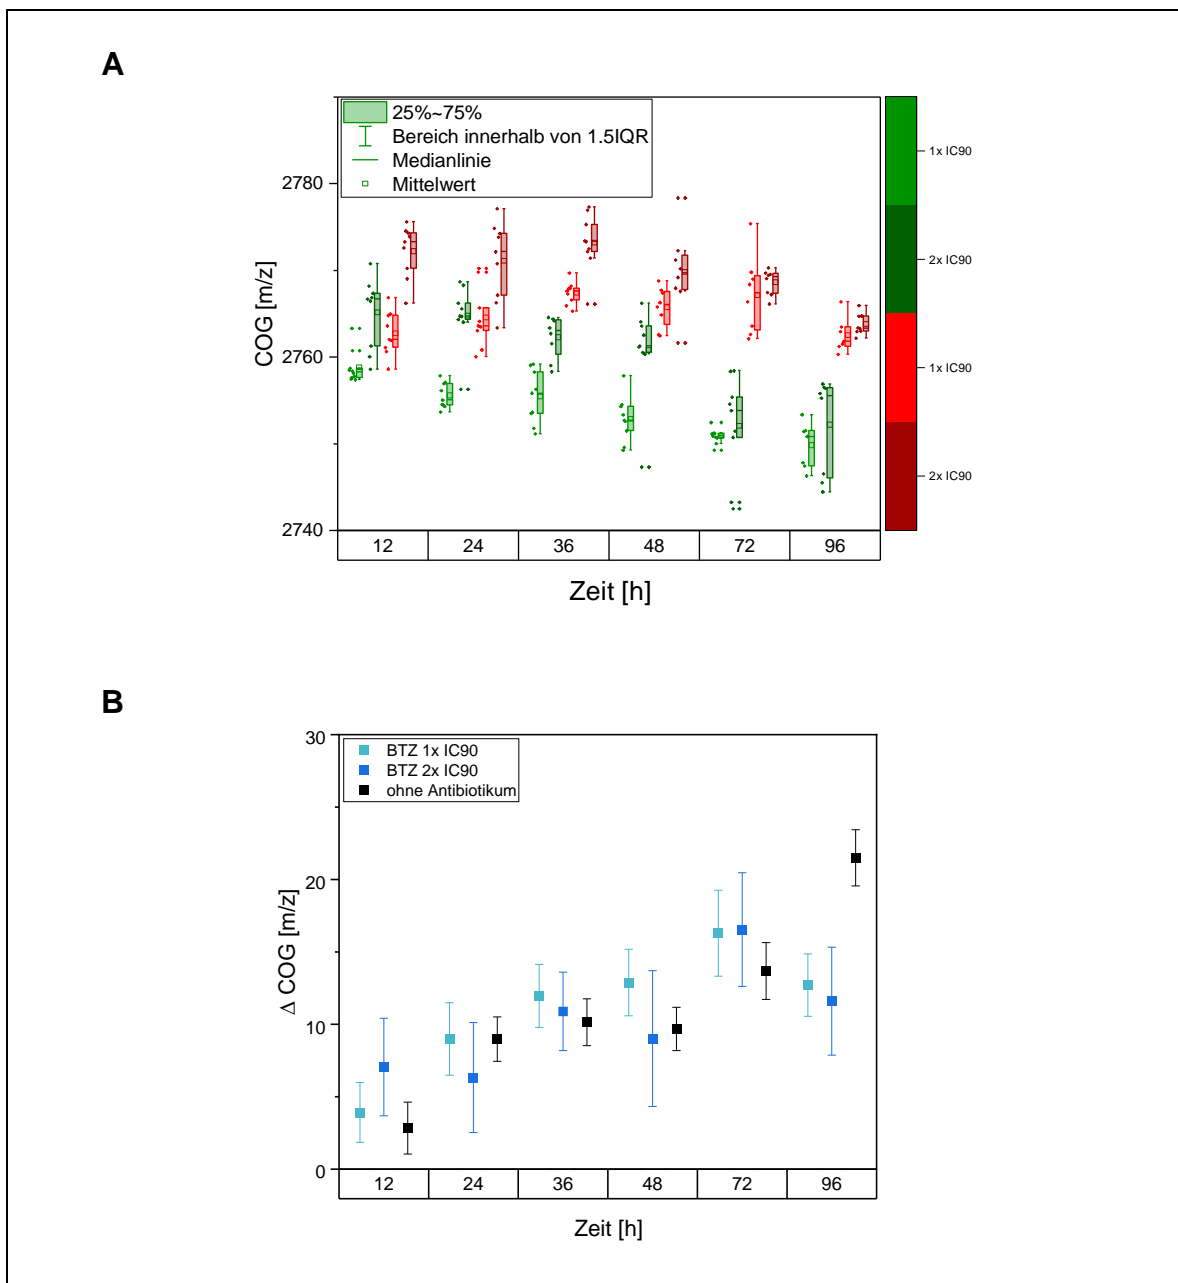 A
25%~75%
Bereich innerhalb von 1.5IQR
Medianlinie
Mittelwert
COG [m/z]
2780
2760
2740
12 24 36 48 72 96
Zeit [h]
1x IC90
2x IC90
1x IC90
2x IC90
B
BTZ 1x IC90
BTZ 2x IC90
ohne Antibiotikum
Δ COG [m/z]
30
20
10
0
12 24 36 48 72 96
Zeit [h]